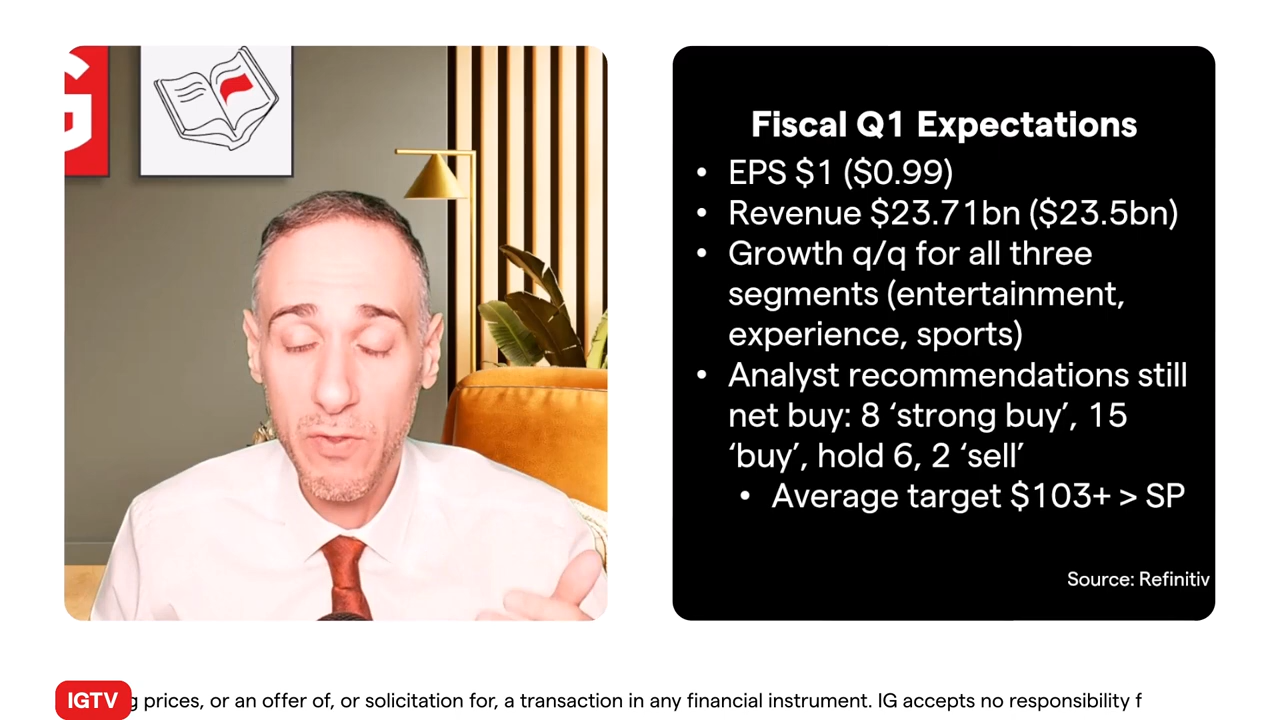 G
Fiscal Q1 Expectations
• EPS $1 ($0.99)
• Revenue $23.71bn ($23.5bn)
• Growth q/q for all three
segments (entertainment,
experience, sports)
• Analyst recommendations still
net buy: 8 ‘strong buy’, 15
‘buy’, hold 6, 2 ‘sell’
• Average target $103+ > SP
Source: Refinitiv
IGTV g prices, or an offer of, or solicitation for, a transaction in any financial instrument. IG accepts no responsibility f